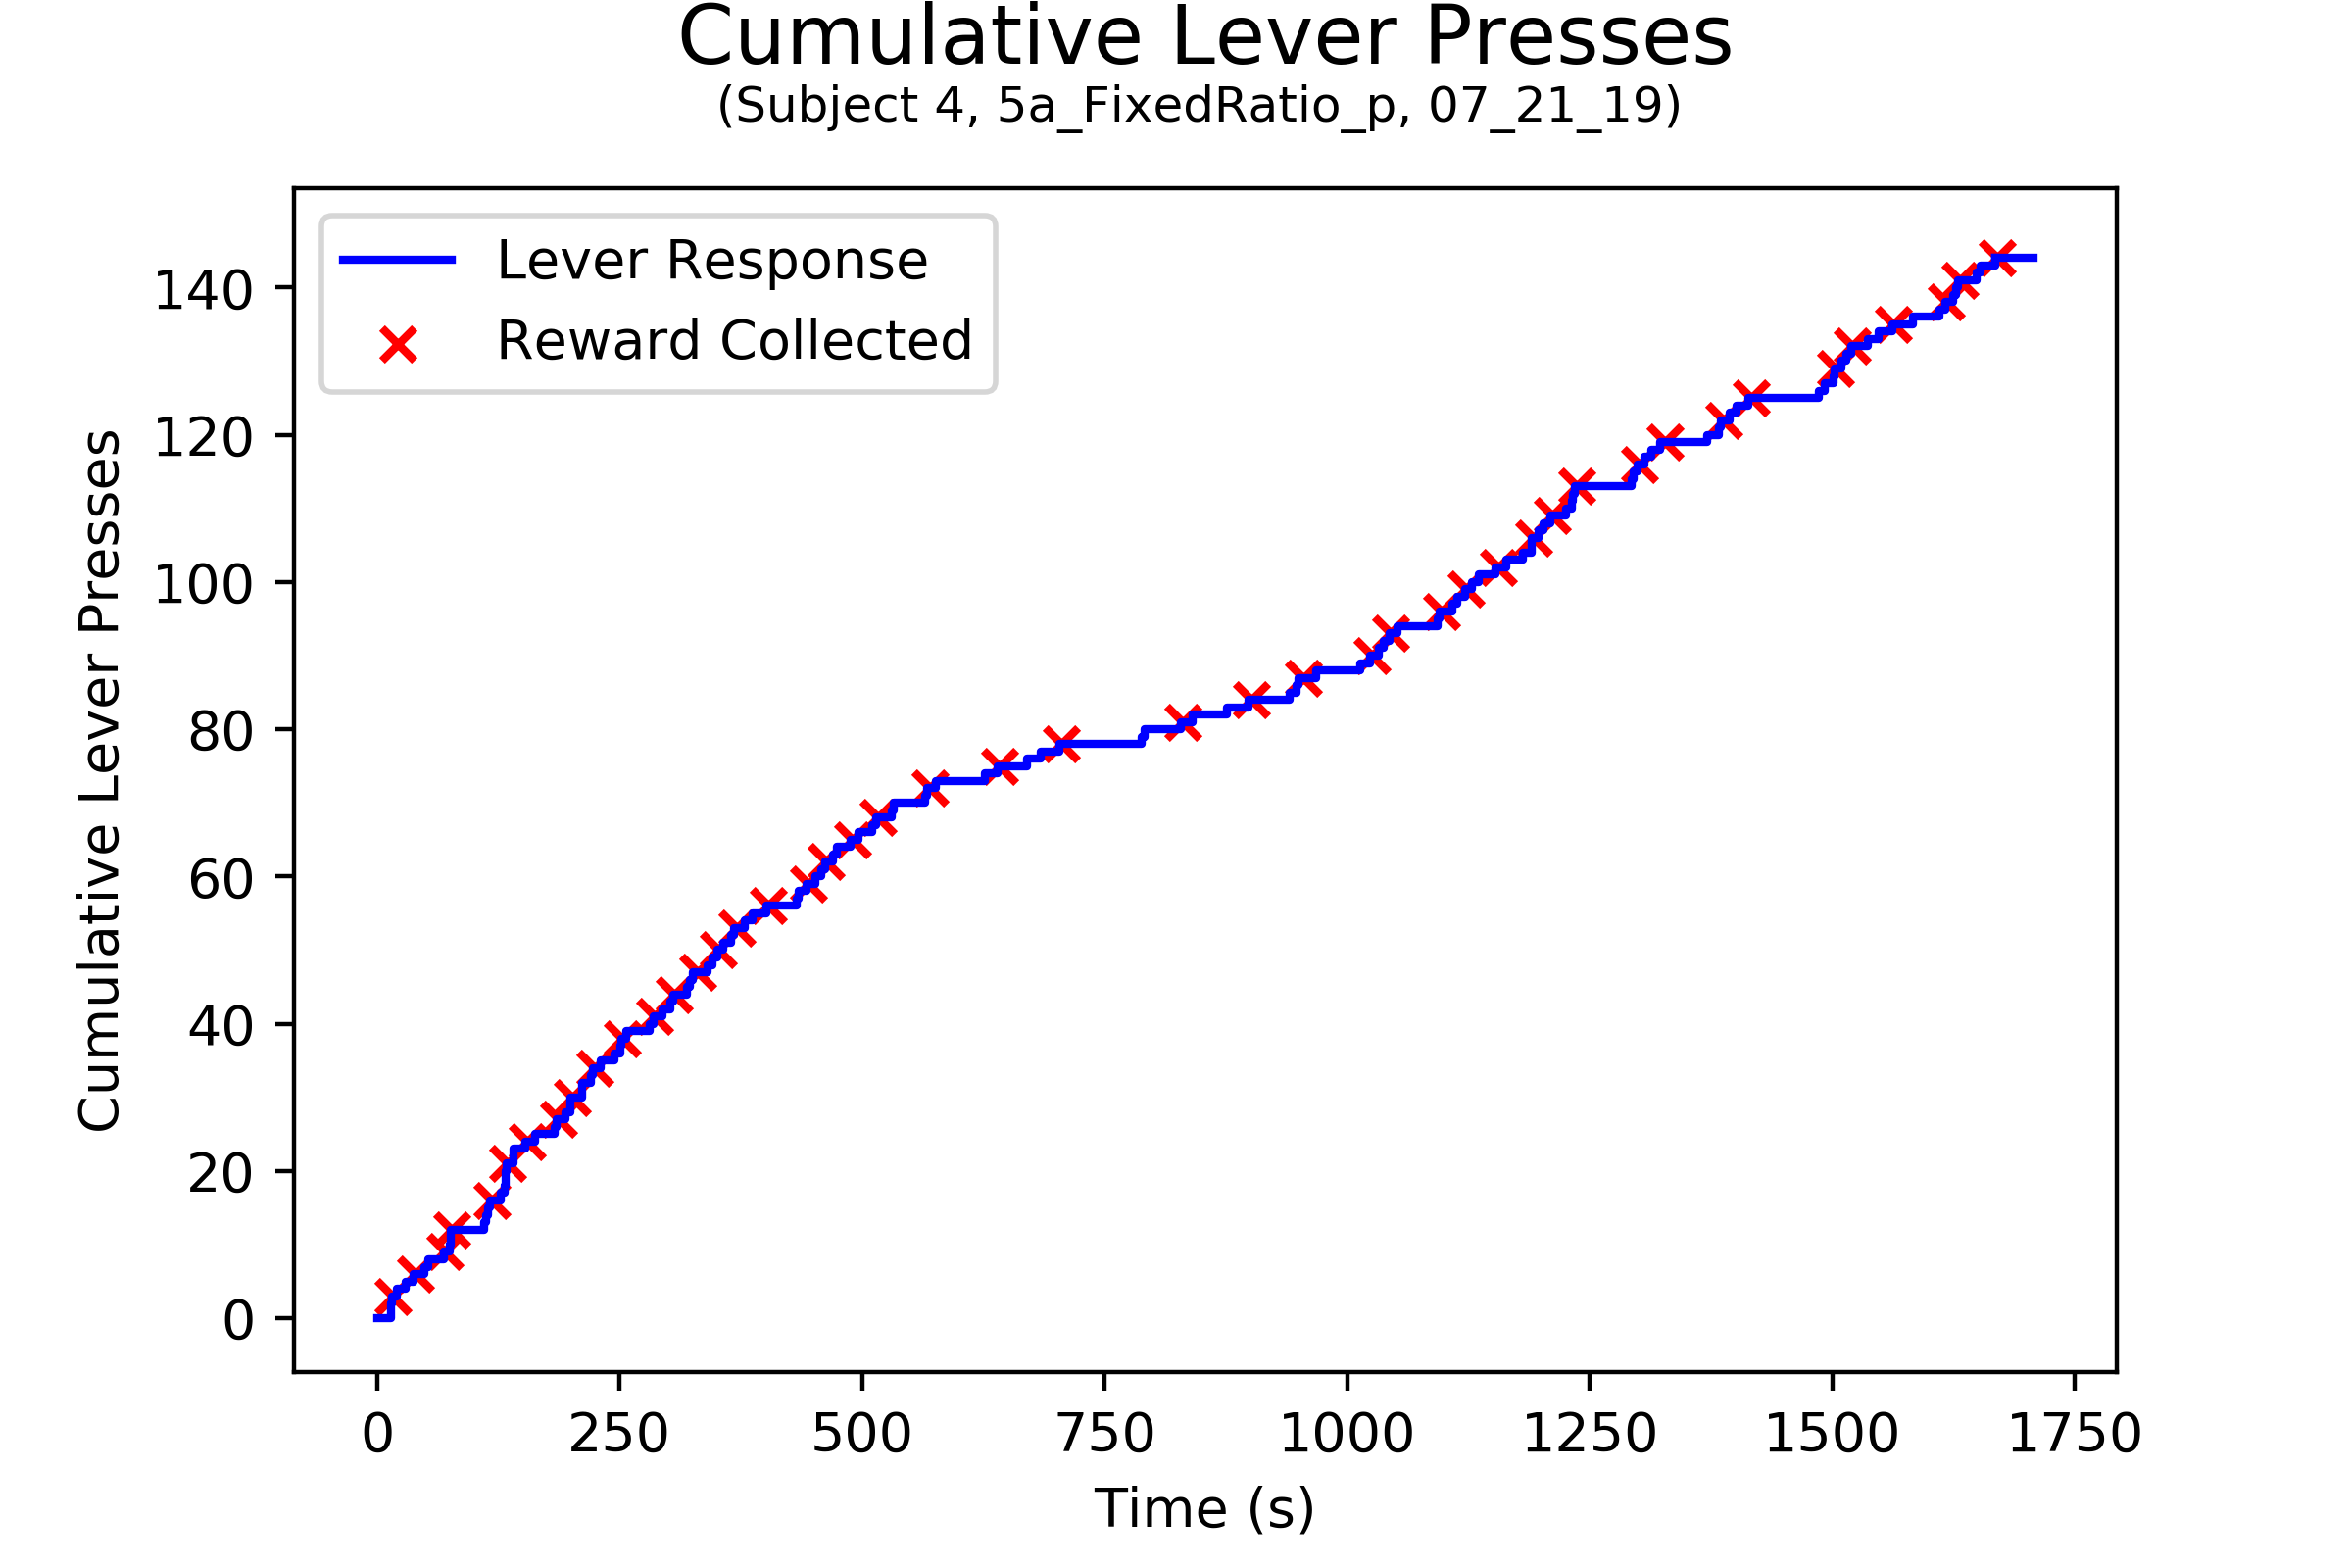 Cumulative Lever Presses
(Subject 4, 5a_FixedRatio_p, 07_21_19)
Lever Response
Reward Collected
Cumulative Lever Presses
140
120
100
80
60
40
20
0
0 250 500 750 1000 1250 1500 1750
Time (s)